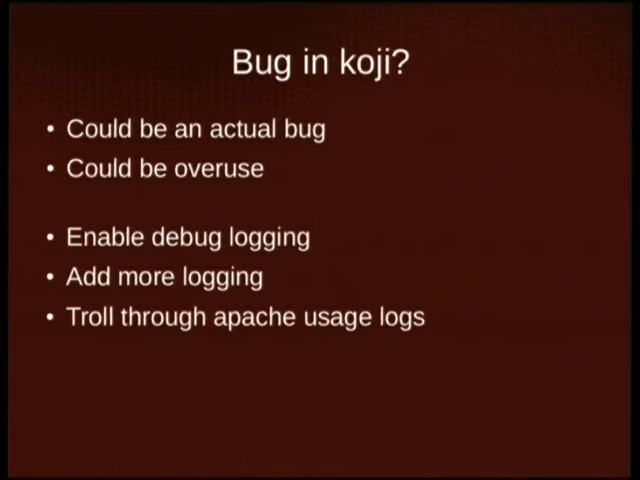 Bug in koji?
• Could be an actual bug
• Could be overuse
• Enable debug logging
• Add more logging
• Troll through apache usage logs